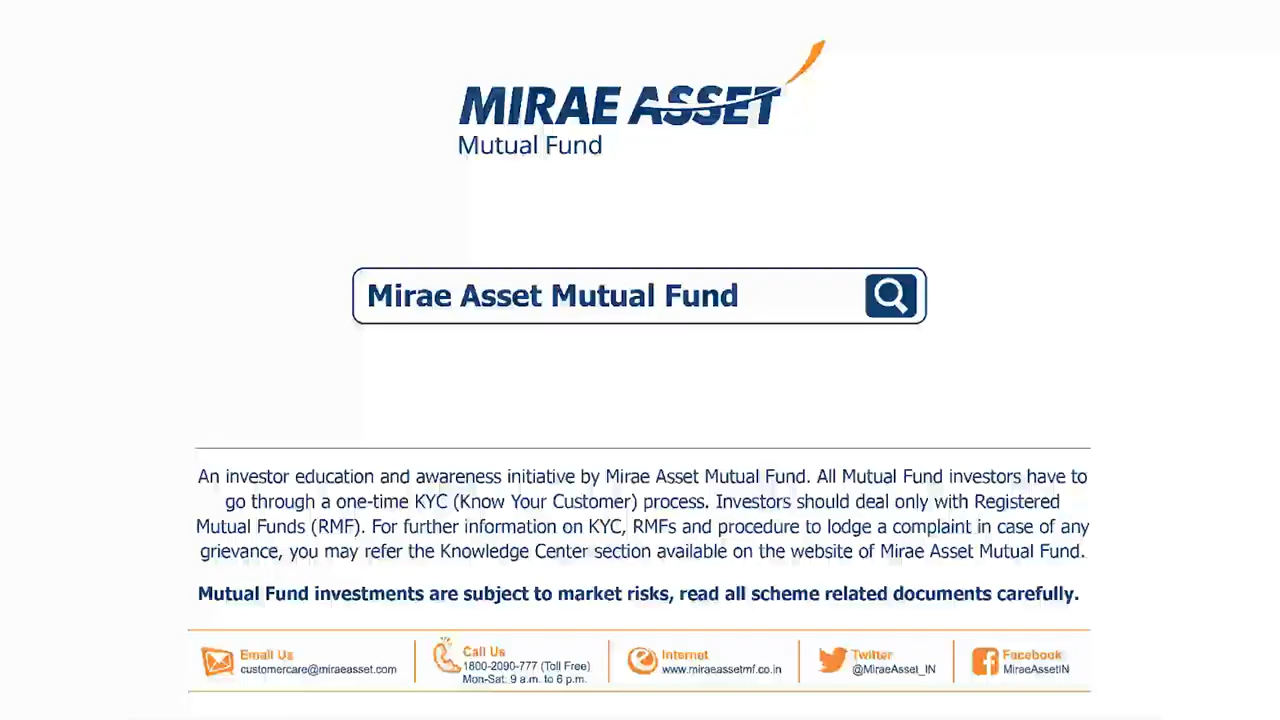 MIRAE ASSET
Mutual Fund
Mirae Asset Mutual Fund
An investor education and awareness initiative by Mirae Asset Mutual Fund. All Mutual Fund investors have to
go through a one-time KYC (Know Your Customer) process. Investors should deal only with Registered
Mutual Funds (RMF). For further information on KYC, RMFs and procedure to lodge a complaint in case of any
grievance, you may refer the Knowledge Center section available on the website of Mirae Asset Mutual Fund.
Mutual Fund investments are subject to market risks, read all scheme related documents carefully.
Email Us
customercare@miraeasset.com
Call Us
1800-2090-777 (Toll Free)
Mon-Sat: 9 a.m. to 6 p.m.
Internet
www.miraeassetmf.co.in
Twitter
@MiraeAsset_IN
Facebook
MiraeAssetIN